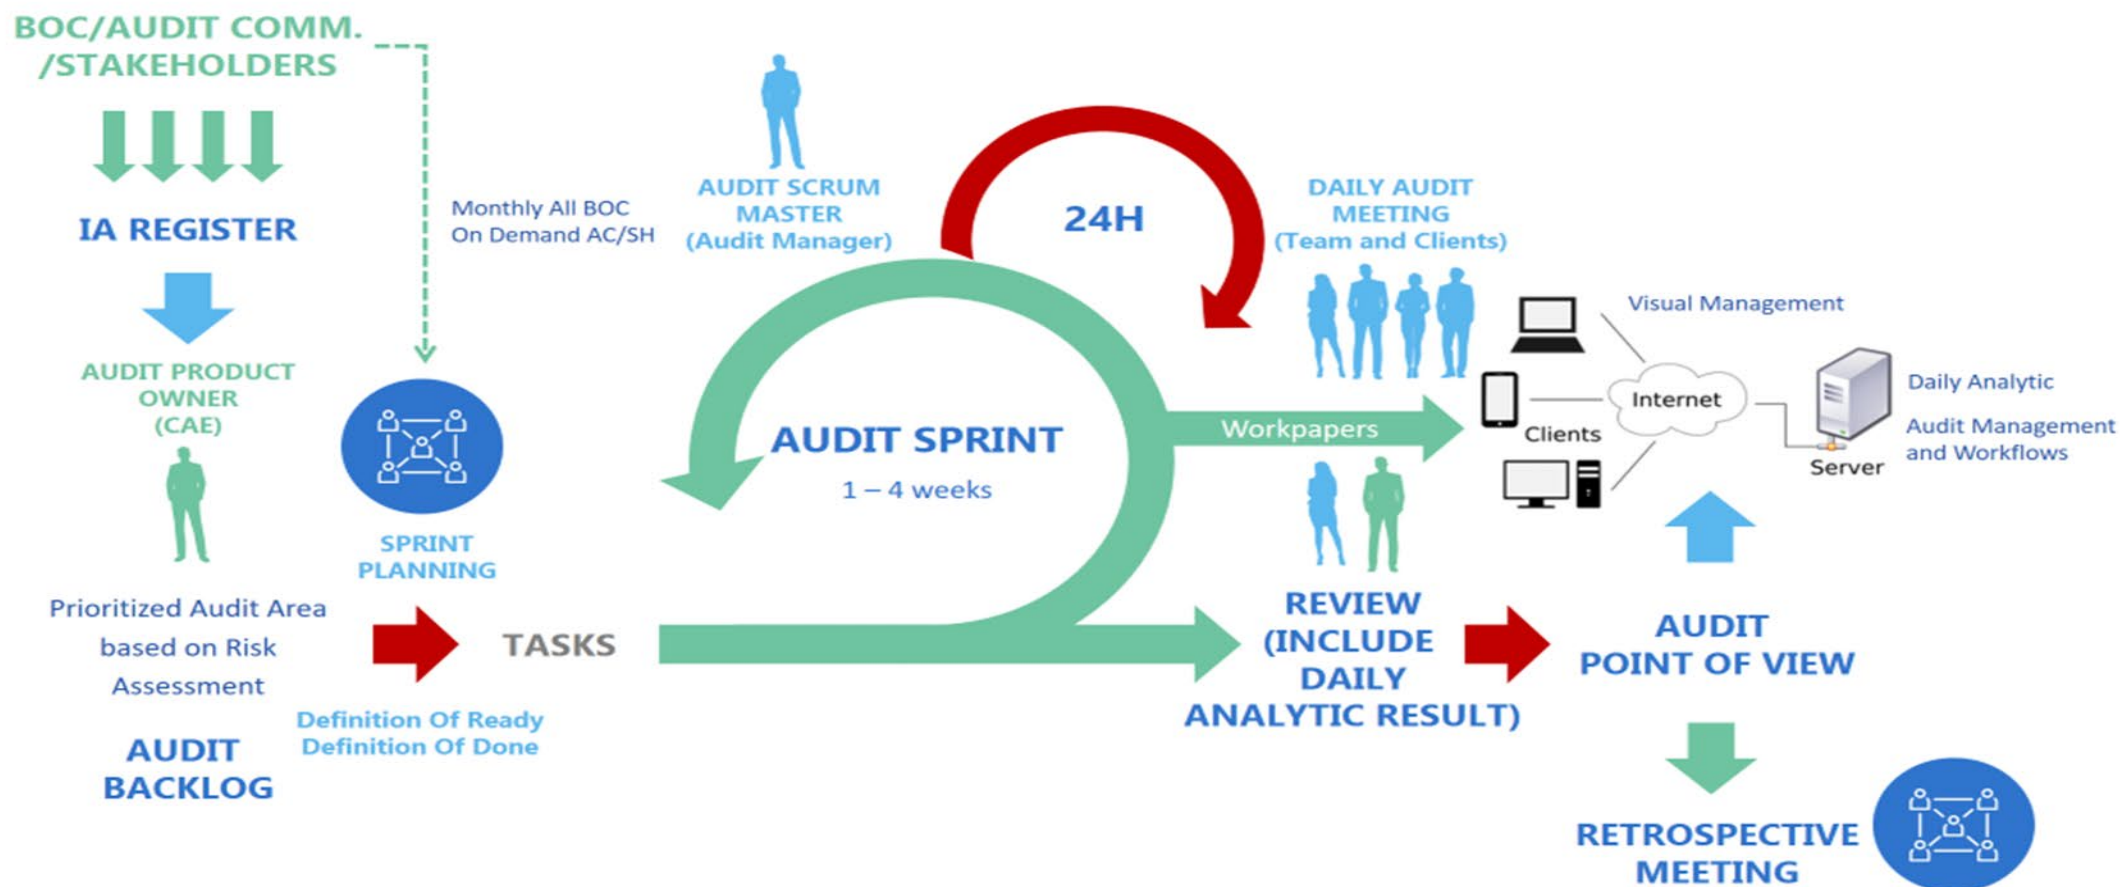 BOC/AUDIT COMM.
/STAKEHOLDERS
IA REGISTER
Monthly All BOC
On Demand AC/SH
AUDIT PRODUCT
OWNER
(CAE)
SPRINT
PLANNING
Prioritized Audit Area
based on Risk
Assessment
AUDIT
BACKLOG
TASKS
Definition Of Ready
Definition Of Done
AUDIT SCRUM
MASTER
(Audit Manager)
24H
AUDIT SPRINT
1 – 4 weeks
DAILY AUDIT
MEETING
(Team and Clients)
Workpapers
Visual Management
Internet
Clients
Server
Daily Analytic
Audit Management
and Workflows
REVIEW
(INCLUDE
DAILY
ANALYTIC RESULT)
AUDIT
POINT OF VIEW
RETROSPECTIVE
MEETING